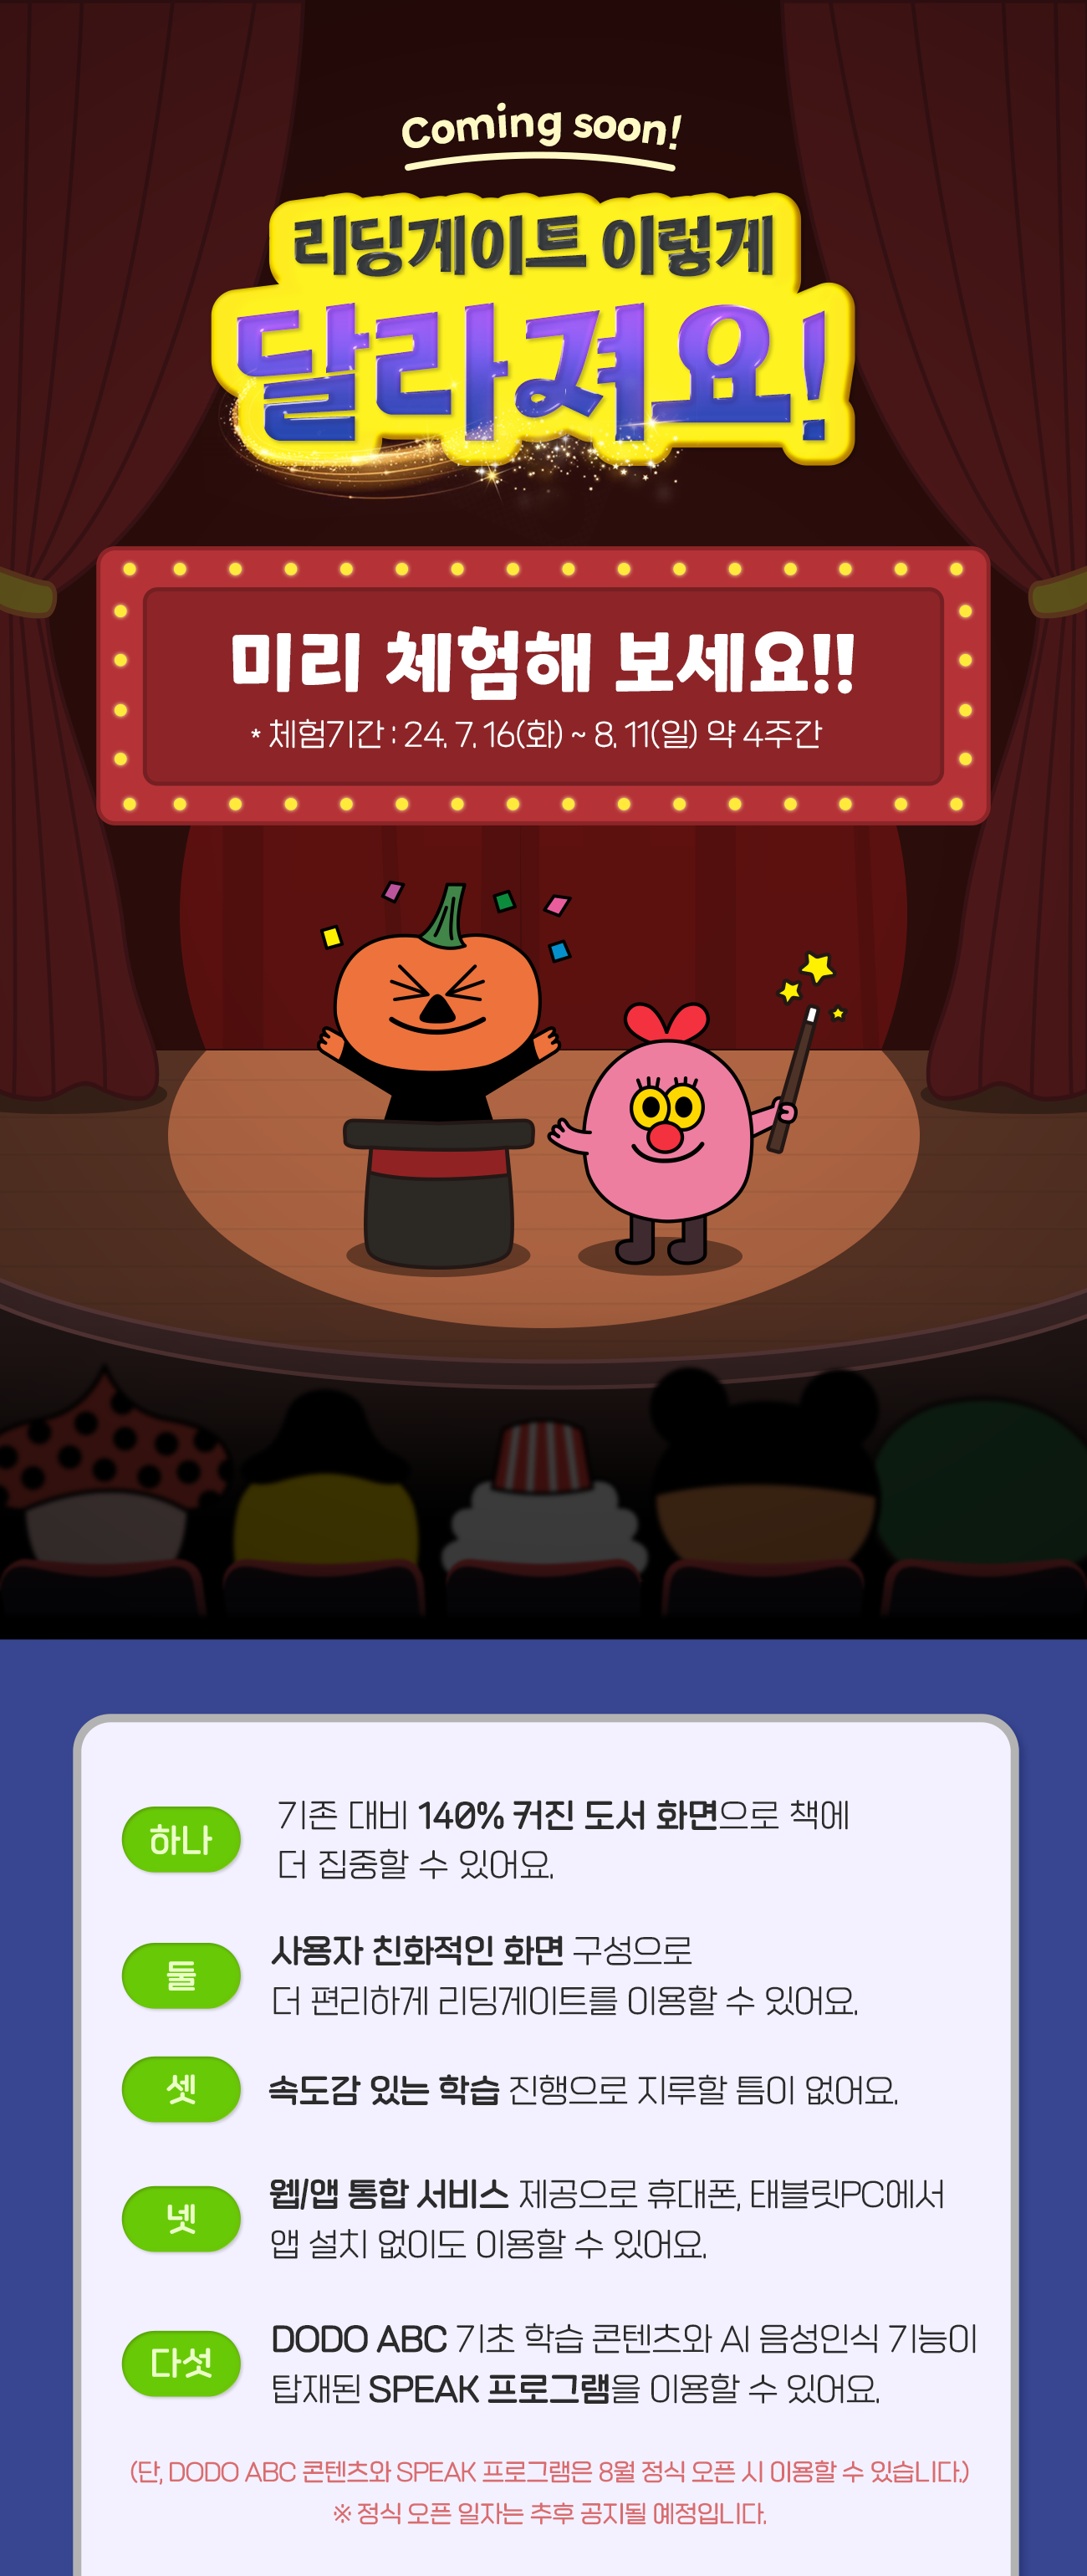 Coming soon!
리딩게이트 이렇게
달라져요!
미리 체험해 보세요!!
* 체험기간 : 24. 7. 16(화) ~ 8. 11(일) 약 4주간
하나
기존 대비 140% 커진 도서 화면으로 책에
더 집중할 수 있어요.
둘
사용자 친화적인 화면 구성으로
더 편리하게 리딩게이트를 이용할 수 있어요.
셋
속도감 있는 학습 진행으로 지루할 틈이 없어요.
넷
웹/앱 통합 서비스 제공으로 휴대폰, 태블릿PC에서
앱 설치 없이도 이용할 수 있어요.
다섯
DODO ABC 기초 학습 콘텐츠와 AI 음성인식 기능이
탑재된 SPEAK 프로그램을 이용할 수 있어요.
(단, DODO ABC 콘텐츠와 SPEAK 프로그램은 8월 정식 오픈 시 이용할 수 있습니다.)
※ 정식 오픈 일자는 추후 공지될 예정입니다.